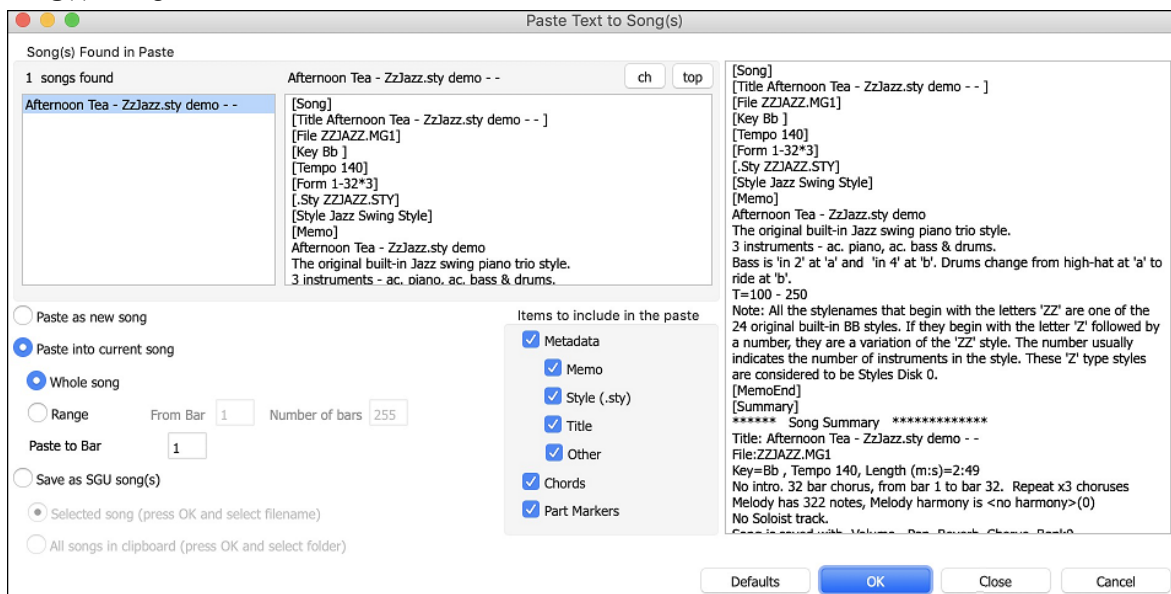 Paste Text to Song(s)
Song(s) Found in Paste
1 songs found
Afternoon Tea - ZzJazz.sty demo - -
ch
top
Afternoon Tea - ZzJazz.sty demo - -
[Song]
[Title Afternoon Tea - ZzJazz.sty demo - - ]
[File ZZJAZZ.MG1]
[Key Bb ]
[Tempo 140]
[Form 1-32*3]
[.Sty ZZJAZZ.STY]
[Style Jazz Swing Style]
[Memo]
Afternoon Tea - ZzJazz.sty demo
The original built-in Jazz swing piano trio style.
3 instruments - ac. piano, ac. bass & drums.
[Song]
[Title Afternoon Tea - ZzJazz.sty demo - - ]
[File ZZJAZZ.MG1]
[Key Bb ]
[Tempo 140]
[Form 1-32*3]
[.Sty ZZJAZZ.STY]
[Style Jazz Swing Style]
[Memo]
Afternoon Tea - ZzJazz.sty demo
The original built-in Jazz swing piano trio style.
3 instruments - ac. piano, ac. bass & drums.
Bass is 'in 2' at 'a' and 'in 4' at 'b'. Drums change from high-hat at 'a' to
ride at 'b'.
T=100 - 250
Note: All the stylenames that begin with the letters 'ZZ' are one of the
24 original built-in BB styles. If they begin with the letter 'Z' followed by
a number, they are a variation of the 'ZZ' style. The number usually
indicates the number of instruments in the style. These 'Z' type styles
are considered to be Styles Disk 0.
[MemoEnd]
[Summary]
****** Song Summary *************
Title: Afternoon Tea - ZzJazz.sty demo - -
File:ZZJAZZ.MG1
Key=Bb , Tempo 140, Length (m:s)=2:49
No intro. 32 bar chorus, from bar 1 to bar 32. Repeat x3 choruses
Melody has 322 notes, Melody harmony is <no harmony>(0)
No Soloist track.
Paste as new song
Paste into current song
Whole song
Range
From Bar 1
Number of bars 255
Paste to Bar
1
Save as SGU song(s)
Selected song (press OK and select filename)
All songs in clipboard (press OK and select folder)
Items to include in the paste
Metadata
Memo
Style (.sty)
Title
Other
Chords
Part Markers
Defaults
OK
Close
Cancel